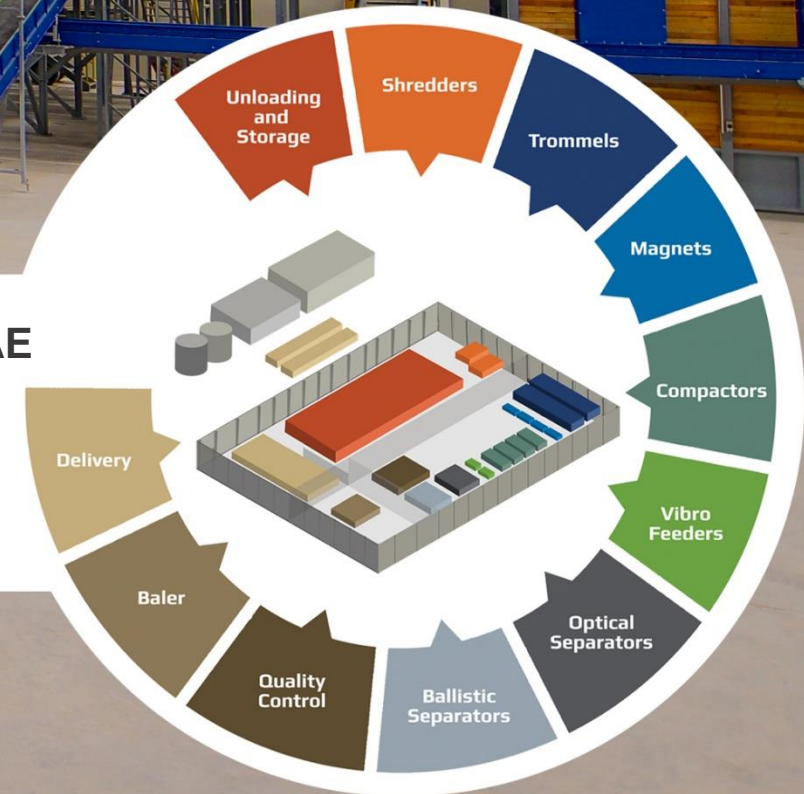 Unloading
and
Storage
Shredders
Trommels
Magnets
Compactors
Vibro
Feeders
Optical
Separators
Ballistic
Separators
Quality
Control
Baler
Delivery